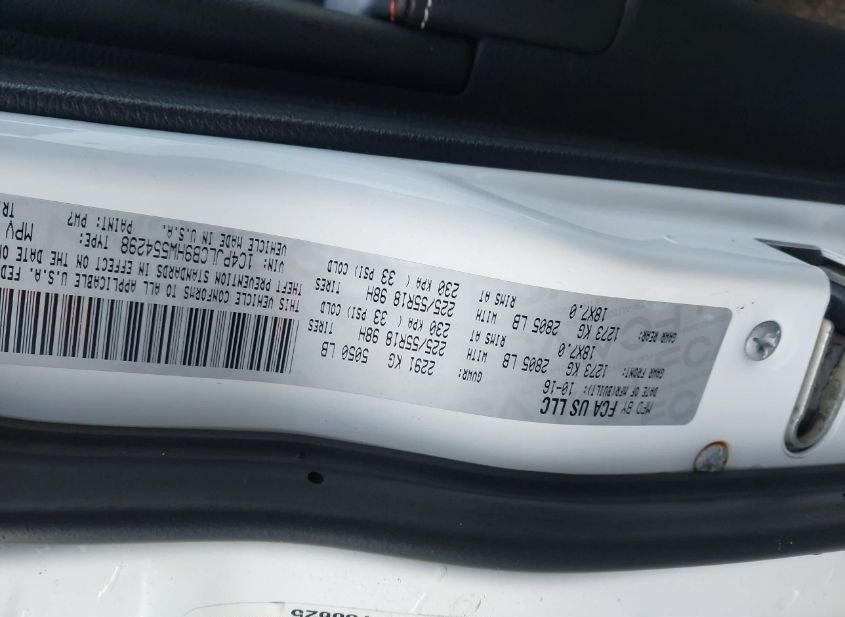 MFD BY FCA US LLC
DATE OF MFR(BUILT): 10-16
GVWR:
2291 KG 5050 LB
GAWR FRONT: WITH TIRES
1273 KG 2805 LB 225/55R18 98H
RIMS AT
18X7.0 230 KPA ( 33 PSI) COLD
GAWR REAR: WITH TIRES
1273 KG 2805 LB 225/55R18 98H
RIMS AT
18X7.0 230 KPA ( 33 PSI) COLD
THIS VEHICLE CONFORMS TO ALL APPLICABLE U.S.A. FED
THEFT PREVENTION STANDARDS IN EFFECT ON THE DATE O
VIN: 1C4PJLCB9HW554298 TYPE: MPV
VEHICLE MADE IN U.S.A. PAINT: PW7 TR